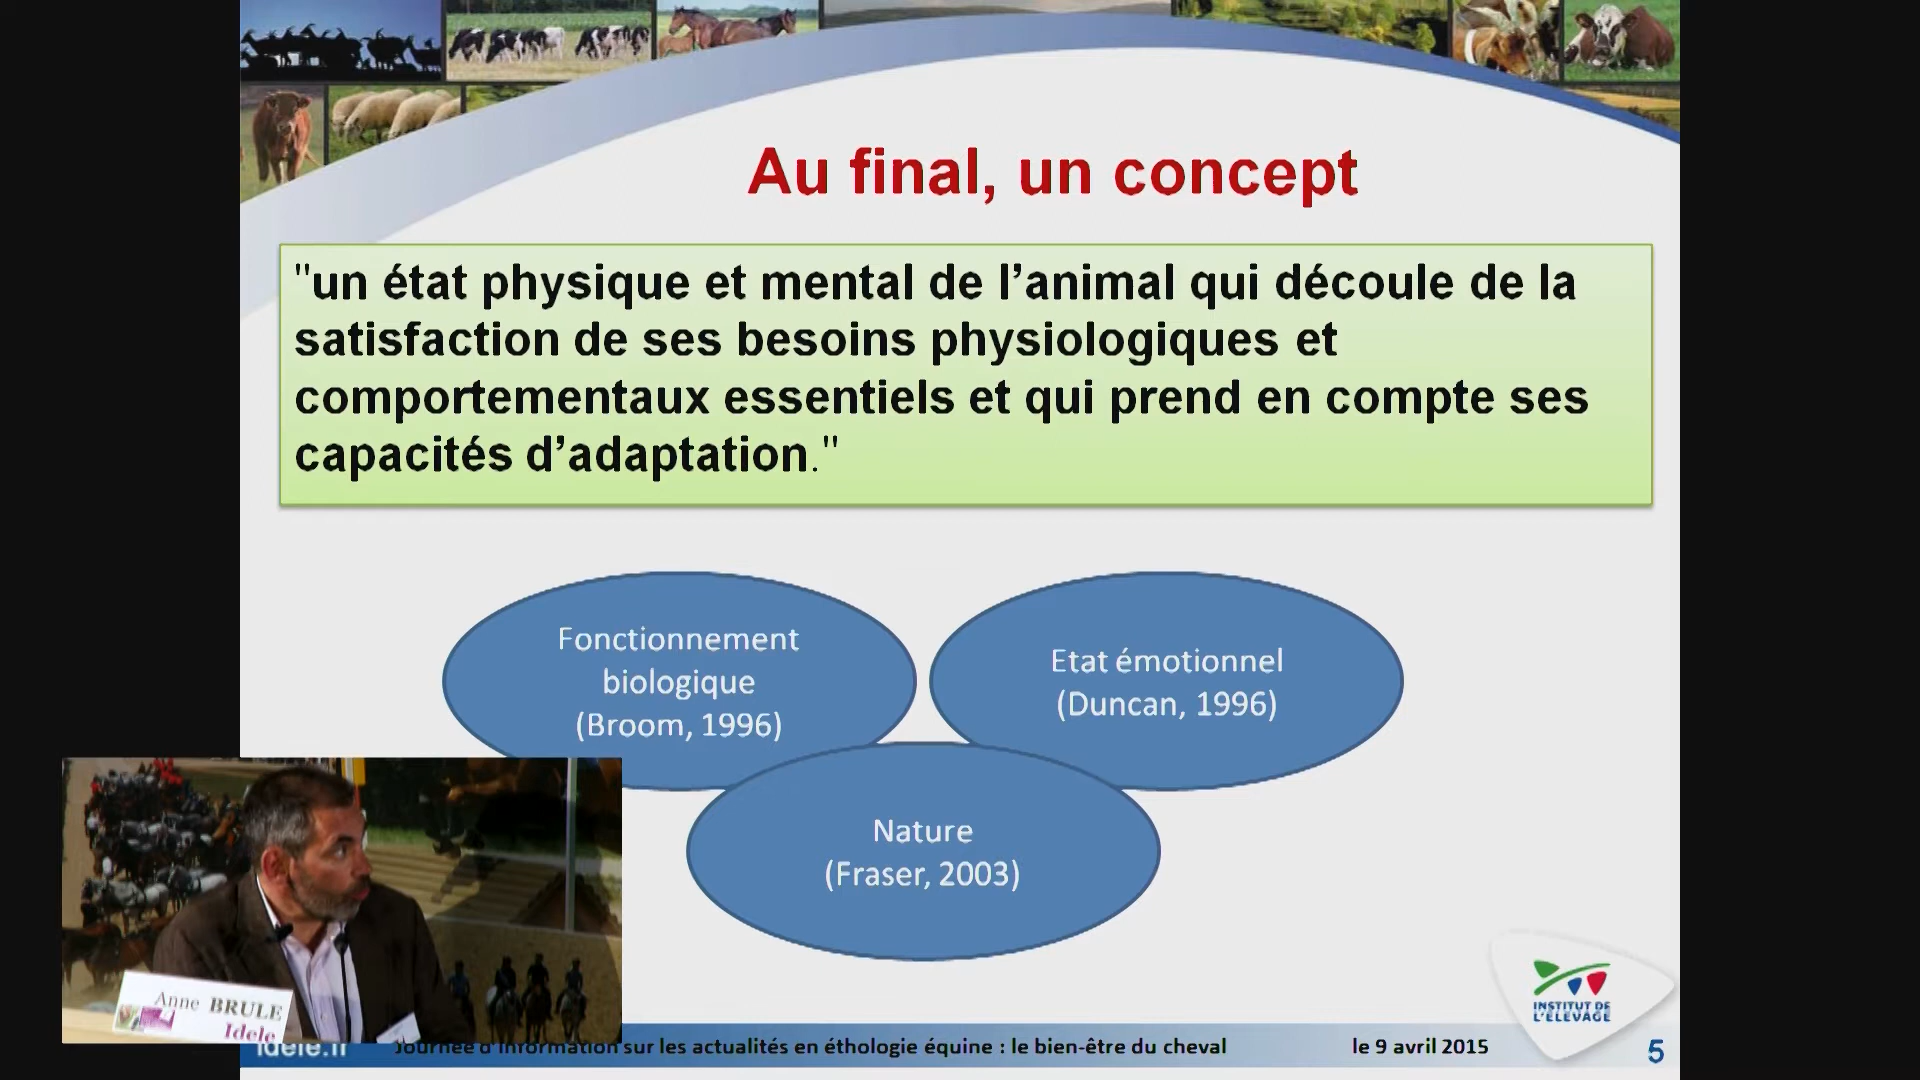 Au final, un concept
"un état physique et mental de l’animal qui découle de la
satisfaction de ses besoins physiologiques et
comportementaux essentiels et qui prend en compte ses
capacités d’adaptation."
Fonctionnement
biologique
(Broom, 1996)
Etat émotionnel
(Duncan, 1996)
Nature
(Fraser, 2003)
Anne BRULE
Idele
INSTITUT DE
L'ELEVAGE
idele.fr
Journée d'information sur les actualités en éthologie équine : le bien-être du cheval
le 9 avril 2015
5